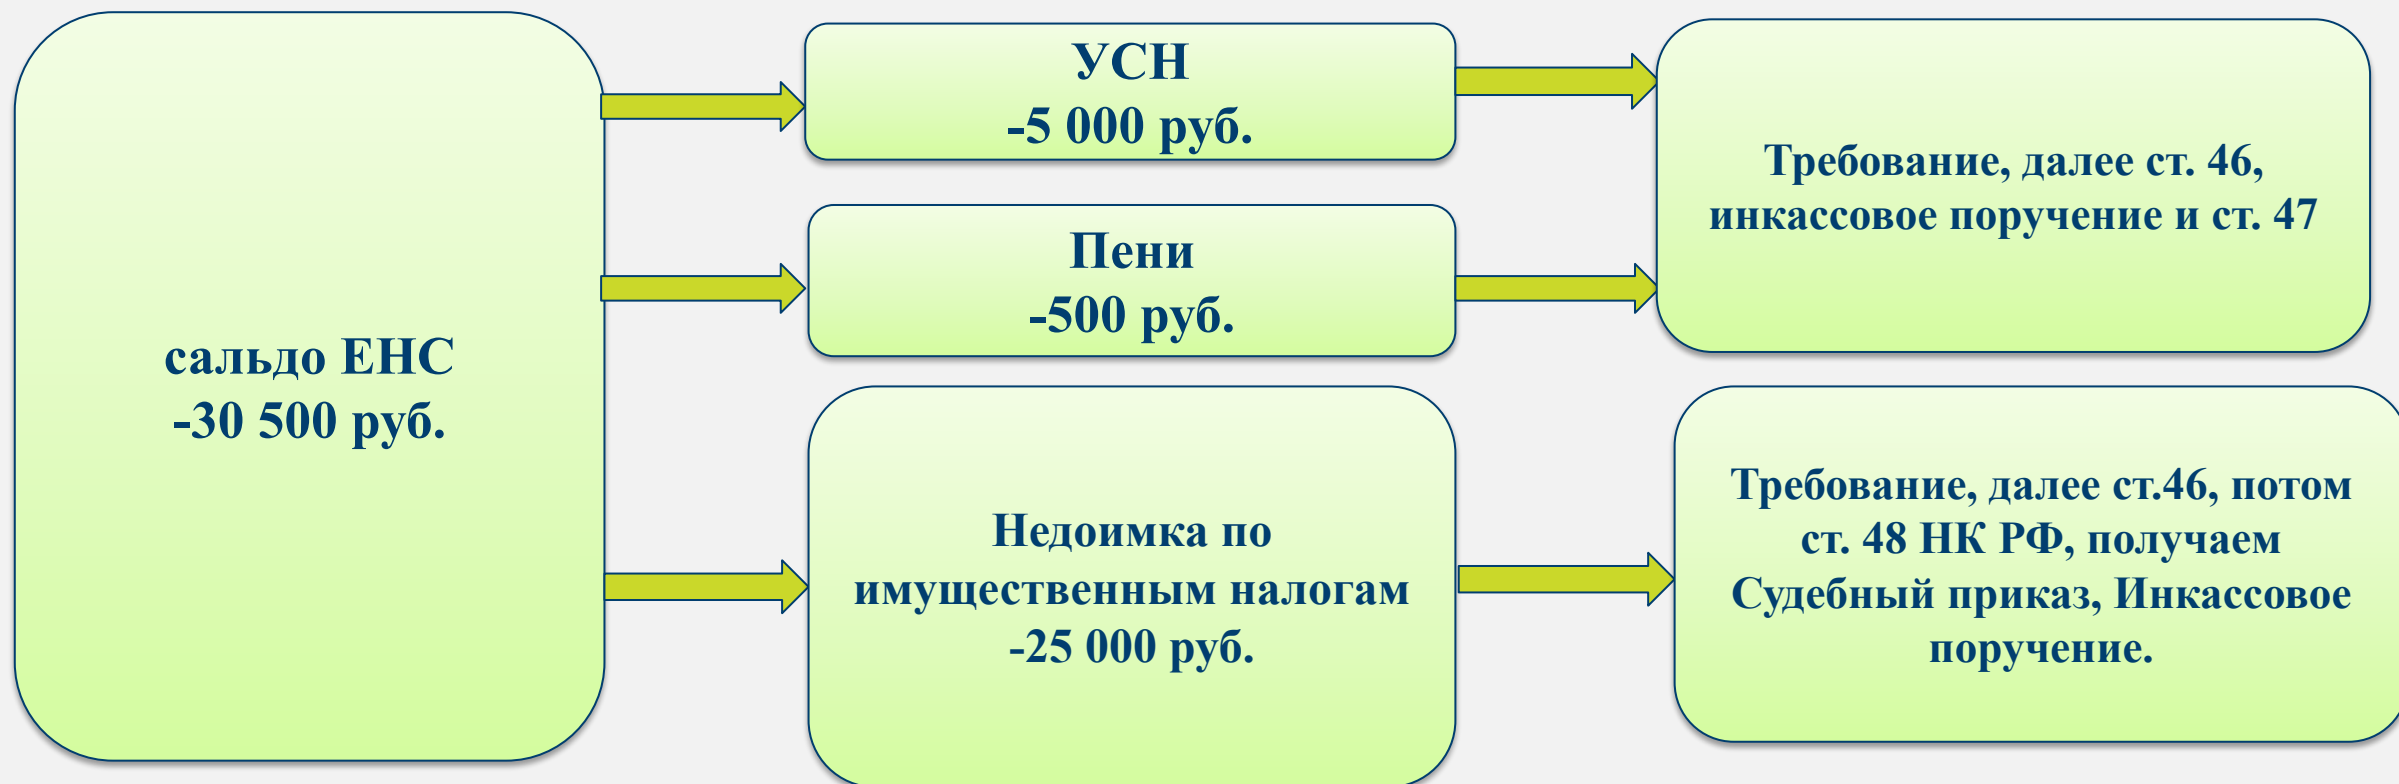 сальдо ЕНС
-30 500 руб.
УСН
-5 000 руб.
Пени
-500 руб.
Недоимка по
имущественным налогам
-25 000 руб.
Требование, далее ст. 46,
инкассовое поручение и ст. 47
Требование, далее ст.46, потом
ст. 48 НК РФ, получаем
Судебный приказ, Инкассовое
поручение.